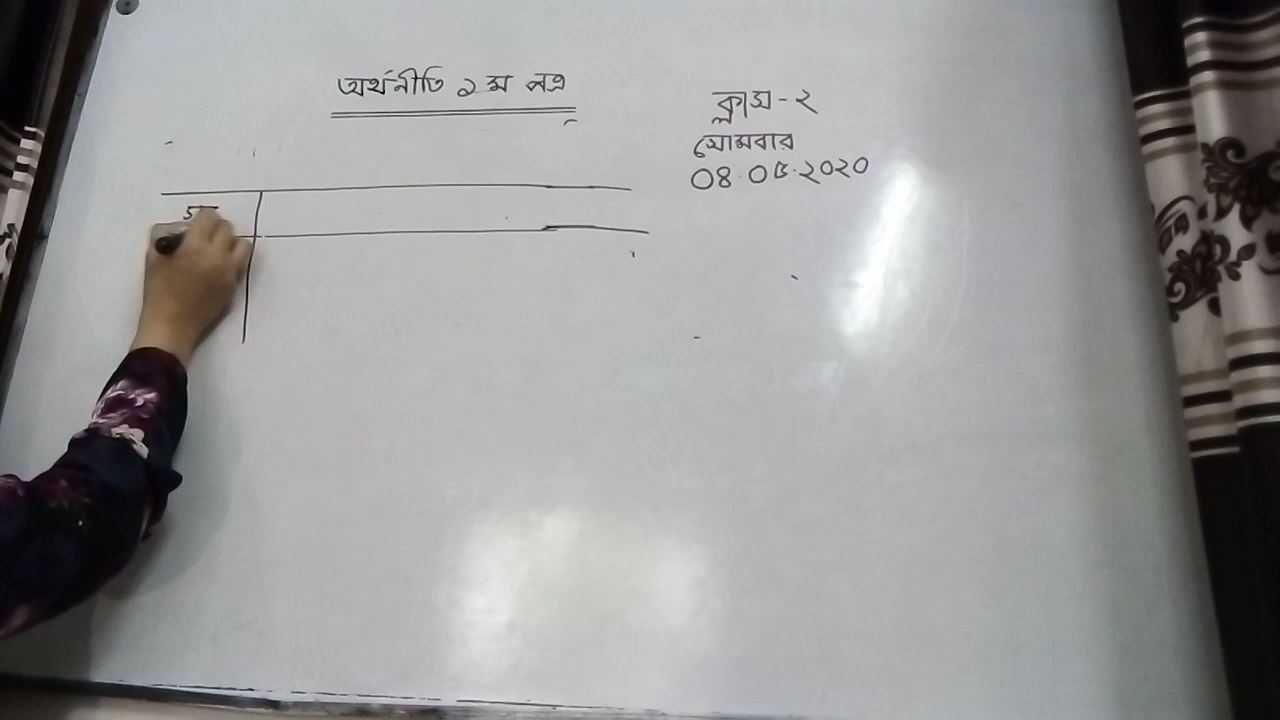 অর্থনীতি ১ম পত্র
ক্লাস-২
সোমবার
০৪.০৫.২০২০